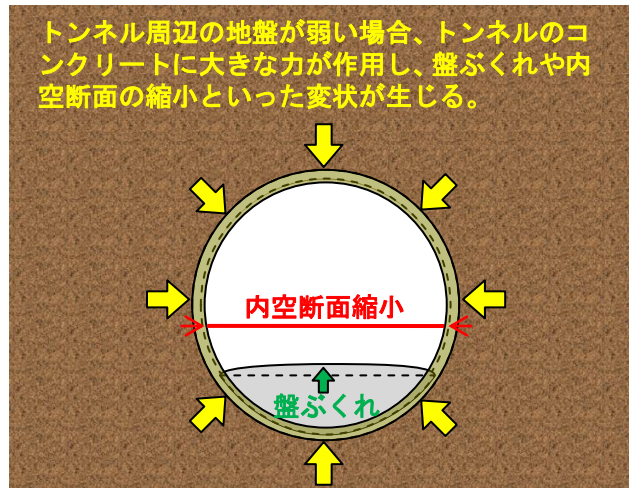 トンネル周辺の地盤が弱い場合、トンネルのコ
ンクリートに大きな力が作用し、盤ぶくれや内
空断面の縮小といった変状が生じる。
内空断面縮小
盤ぶくれ